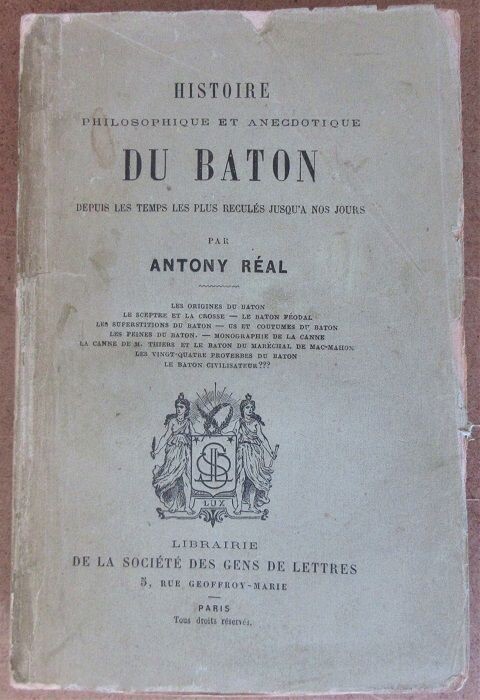 HISTOIRE
PHILOSOPHIQUE ET ANECDOTIQUE
DU BATON
DEPUIS LES TEMPS LES PLUS RECULÉS JUSQU'A NOS JOURS
PAR
ANTONY RÉAL
LES ORIGINES DU BATON
LE SCEPTRE ET LA CROSSE — LE BATON FÉODAL
LES SUPERSTITIONS DU BATON — US ET COUTUMES DU BATON
LES PEINES DU BATON. — MONOGRAPHIE DE LA CANNE
LA CANNE DE M. THIERS ET LE BATON DU MARÉCHAL DE MAC-MAHON
LES VINGT-QUATRE PROVERBES DU BATON
LE BATON CIVILISATEUR???
LUX
LIBRAIRIE
DE LA SOCIÉTÉ DES GENS DE LETTRES
5, RUE GEOFFROY-MARIE
PARIS
Tous droits réservés.